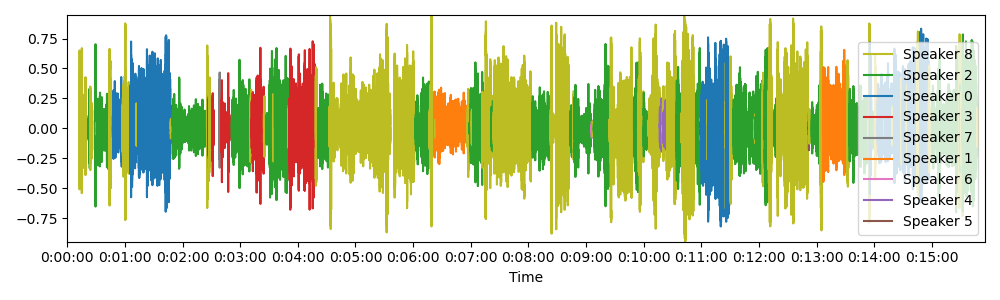 0.75
0.50
0.25
0.00
−0.25
−0.50
−0.75
0:00:00 0:01:00 0:02:00 0:03:00 0:04:00 0:05:00 0:06:00 0:07:00 0:08:00 0:09:00 0:10:00 0:11:00 0:12:00 0:13:00 0:14:00 0:15:00
Time
Speaker 8
Speaker 2
Speaker 0
Speaker 3
Speaker 7
Speaker 1
Speaker 6
Speaker 4
Speaker 5